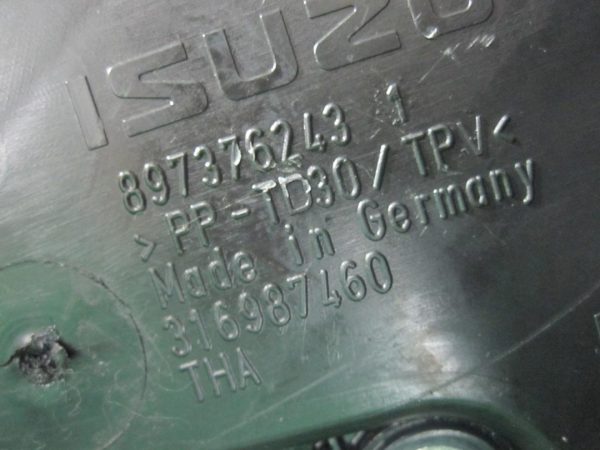 ISUZU
897376243 1
>PP-TD30/TPV<
Made in Germany
316987460
THA